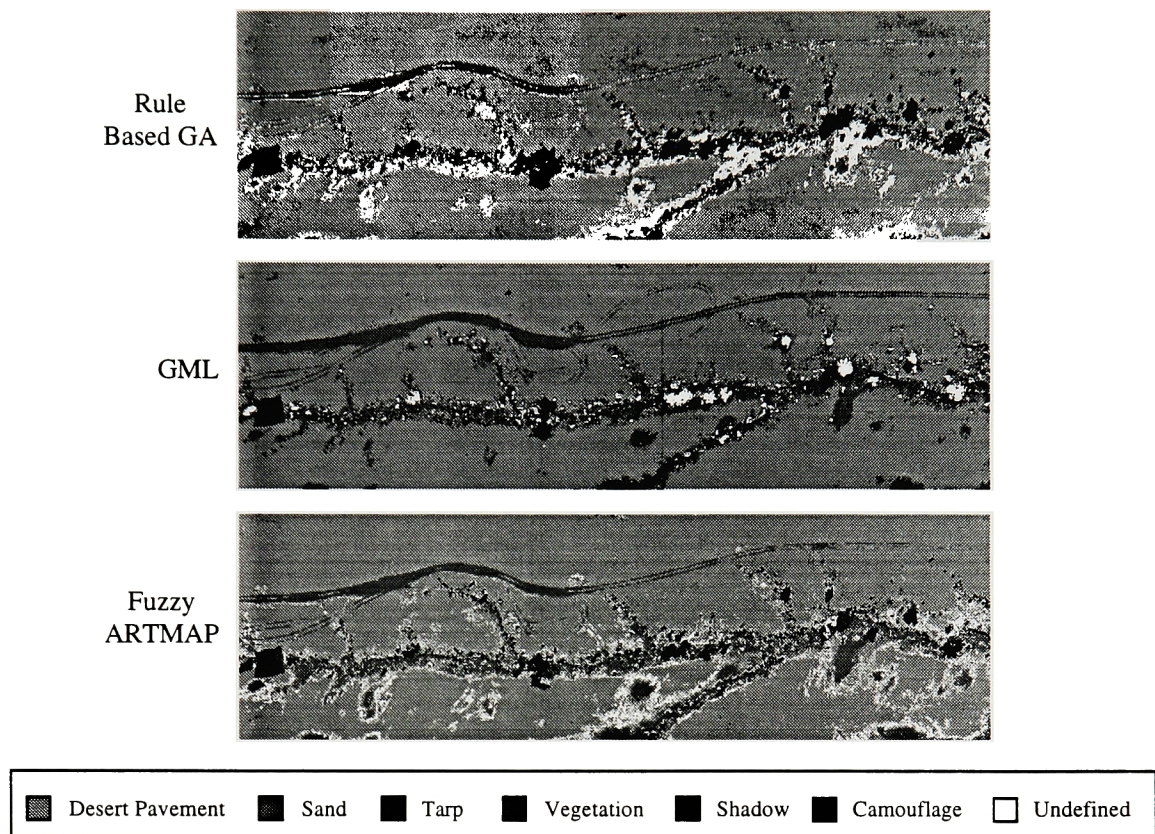 Rule
Based GA
GML
Fuzzy
ARTMAP
Desert Pavement Sand Tarp Vegetation Shadow Camouflage Undefined